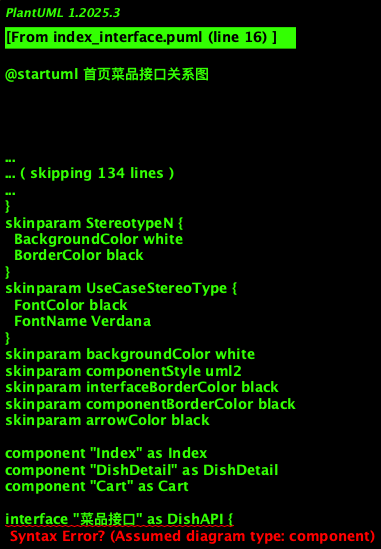 PlantUML 1.2025.3
[From index_interface.puml (line 16) ]
@startuml 首页菜品接口关系图
...
... ( skipping 134 lines )
...
}
skinparam StereotypeN {
BackgroundColor white
BorderColor black
}
skinparam UseCaseStereoType {
FontColor black
FontName Verdana
}
skinparam backgroundColor white
skinparam componentStyle uml2
skinparam interfaceBorderColor black
skinparam componentBorderColor black
skinparam arrowColor black
component "Index" as Index
component "DishDetail" as DishDetail
component "Cart" as Cart
interface "菜品接口" as DishAPI {
Syntax Error? (Assumed diagram type: component)